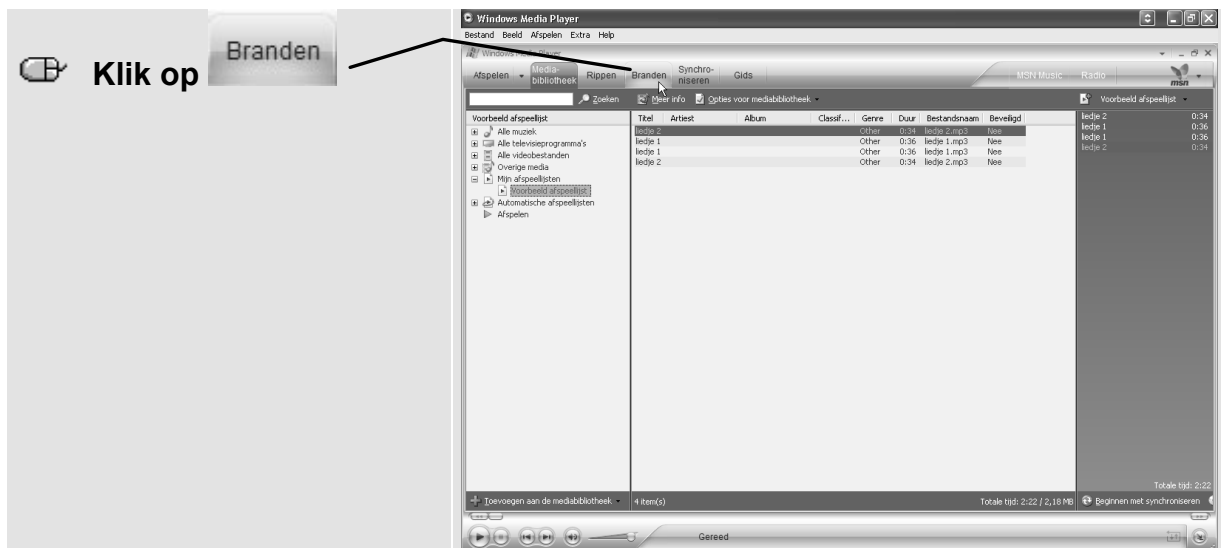 Klik op Branden
Windows Media Player
Bestand Beeld Afspelen Extra Help
Windows Media Player
Afspelen Media-bibliotheek Rippen Branden Synchro-niseren Gids MSN Music Radio msn
Zoeken Meer info Opties voor mediabibliotheek Voorbeeld afspeellijst
Voorbeeld afspeellijst
Alle muziek
Alle televisieprogramma's
Alle videobestanden
Overige media
Mijn afspeellijsten
Voorbeeld afspeellijst
Automatische afspeellijsten
Afspelen
Titel Artiest Album Classif... Genre Duur Bestandsnaam Beveiligd
liedje 2 Other 0:34 liedje 2.mp3 Nee
liedje 1 Other 0:36 liedje 1.mp3 Nee
liedje 1 Other 0:36 liedje 1.mp3 Nee
liedje 2 Other 0:34 liedje 2.mp3 Nee
liedje 2 0:34
liedje 1 0:36
liedje 1 0:36
liedje 2 0:34
Totale tijd: 2:22
Toevoegen aan de mediabibliotheek 4 item(s) Totale tijd: 2:22 / 2,18 MB Beginnen met synchroniseren
Gereed